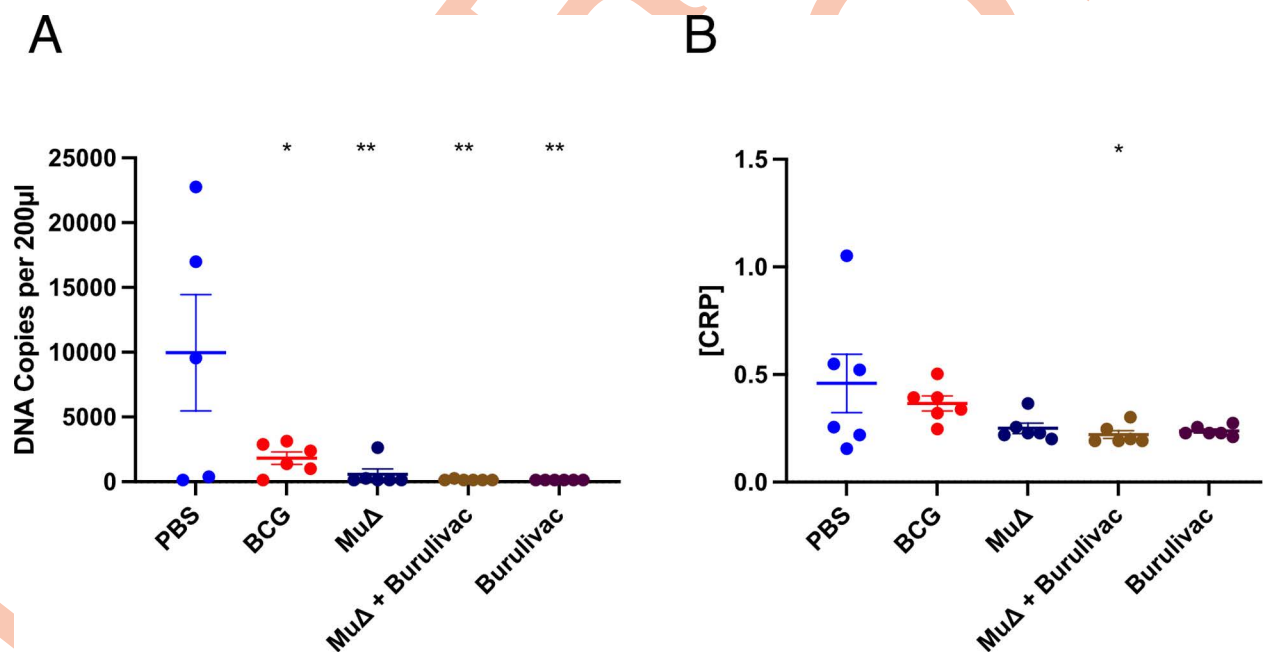 A
B
* ** ** **
25000
20000
15000
10000
5000
0
DNA Copies per 200µl
PBS
BCG
MuΔ
MuΔ + Burulivac
Burulivac
*
1.5
1.0
0.5
0.0
[CRP]
PBS
BCG
MuΔ
MuΔ + Burulivac
Burulivac